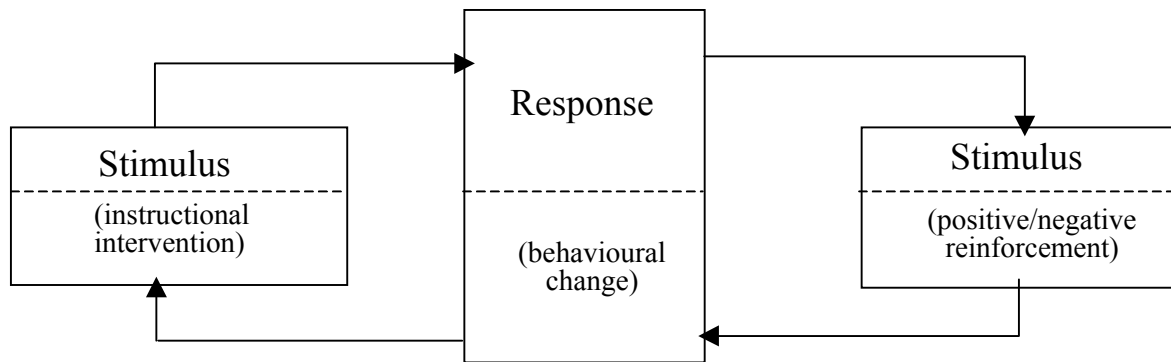 Stimulus
(instructional
intervention)
Response
(behavioural
change)
Stimulus
(positive/negative
reinforcement)